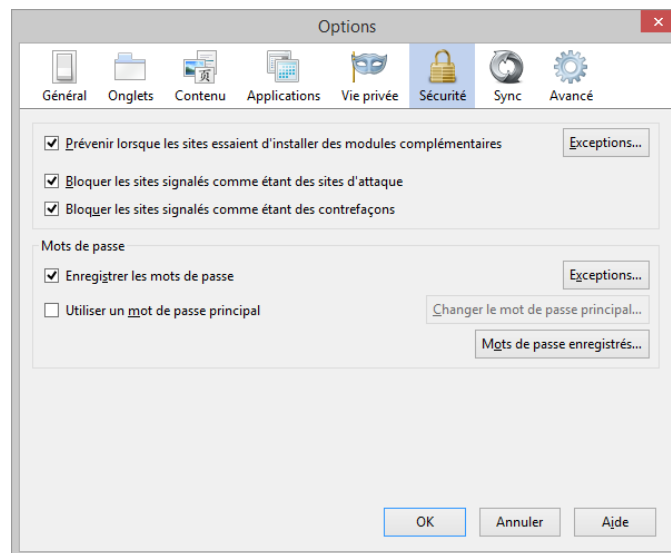 Options
Général Onglets Contenu Applications Vie privée Sécurité Sync Avancé
Prévenir lorsque les sites essaient d'installer des modules complémentaires Exceptions...
Bloquer les sites signalés comme étant des sites d'attaque
Bloquer les sites signalés comme étant des contrefaçons
Mots de passe
Enregistrer les mots de passe Exceptions...
Utiliser un mot de passe principal Changer le mot de passe principal...
Mots de passe enregistrés...
OK Annuler Aide